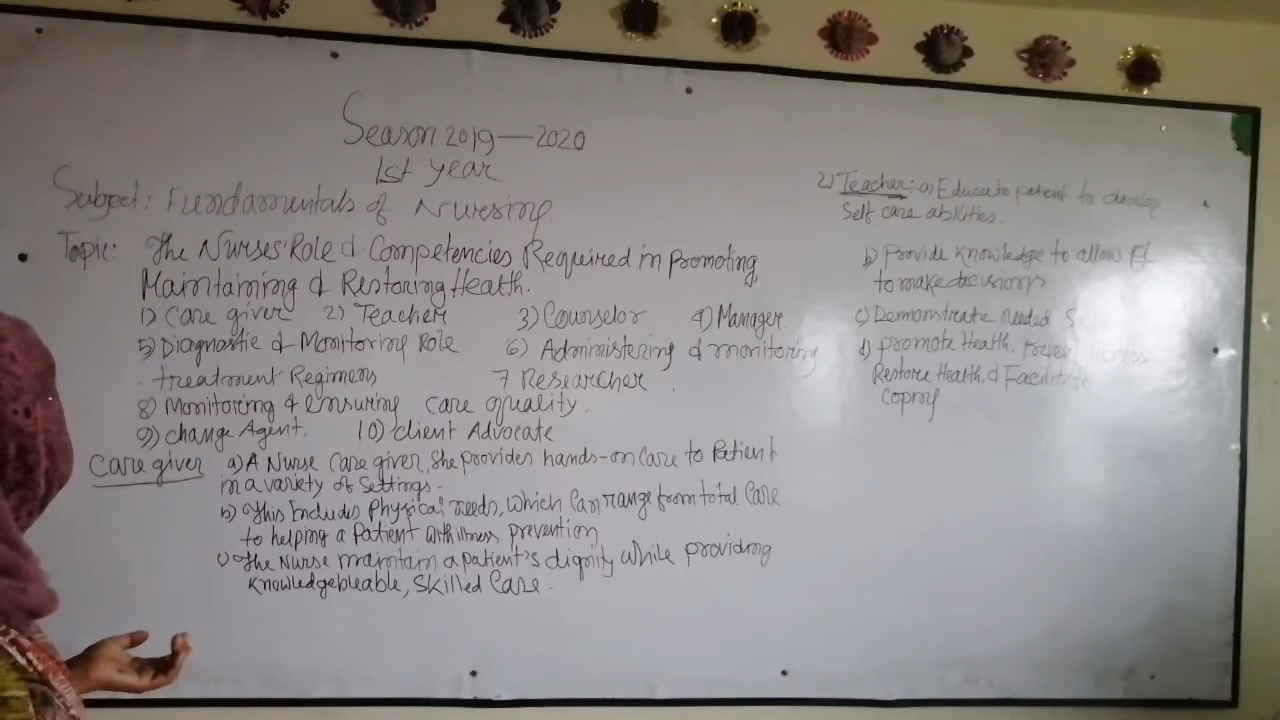 Season 2019—2020
1st year
Subject: Fundamentals of Nursing
Topic: The Nurses' Role & Competencies Required in Promoting,
Maintaining & Restoring Health.
1) Care giver 2) Teacher 3) Counselor 4) Manager
5) Diagnostic & Monitoring Role 6) Administering & monitoring
treatment Regimens 7 Researcher
8) Monitoring & ensuring care quality.
9) Change Agent. 10) Client Advocate
Care giver a) A Nurse Care giver, She provides hands-on Care to Patient
in a variety of Settings.
b) This Includes Physical needs, which Can range from total Care
to helping a Patient with illness prevention
c) The Nurse maintain a patient's dignity while providing
Knowledgebleable, Skilled Care.
2) Teacher: a) Educate patient to develop
Self care abilities.
b) Provide Knowledge to allow Pt
to make decisions
c) Demonstrate needed
d) promote Health, Prevent illness
Restore Health, & Facilitate
Coping